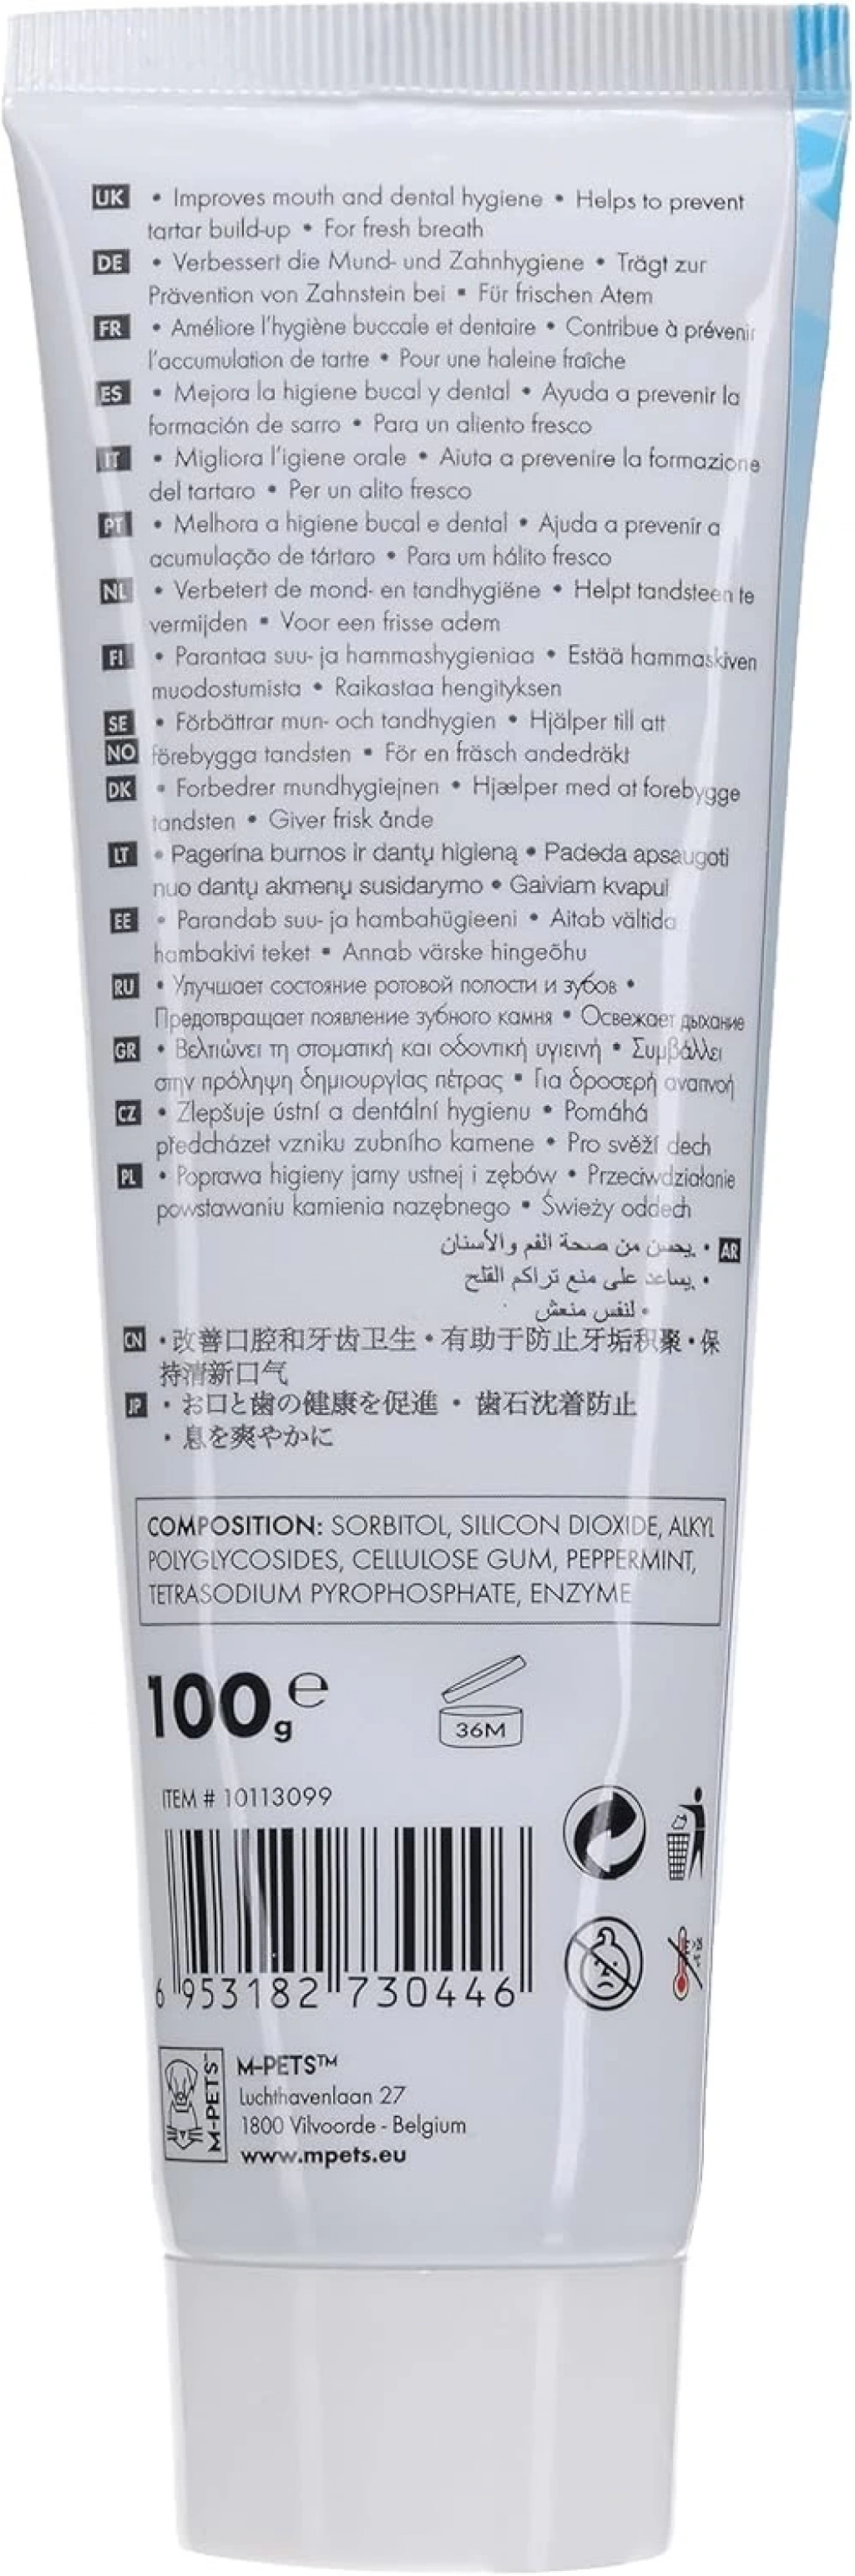 UK • Improves mouth and dental hygiene • Helps to prevent
tartar build-up • For fresh breath
DE • Verbessert die Mund- und Zahnhygiene • Trägt zur
Prävention von Zahnstein bei • Für frischen Atem
FR • Améliore l'hygiène buccale et dentaire • Contribue à prévenir
l'accumulation de tartre • Pour une haleine fraîche
ES • Mejora la higiene bucal y dental • Ayuda a prevenir la
formación de sarro • Para un aliento fresco
IT • Migliora l'igiene orale • Aiuta a prevenire la formazione
del tartaro • Per un alito fresco
PT • Melhora a higiene bucal e dental • Ajuda a prevenir a
acumulação de tártaro • Para um hálito fresco
NL • Verbetert de mond- en tandhygiëne • Helpt tandsteen te
vermijden • Voor een frisse adem
FI • Parantaa suu- ja hammashygieniaa • Estää hammaskiven
muodostumista • Raikastaa hengityksen
SE • Förbättrar mun- och tandhygien • Hjälper till att
NO förebygga tandsten • För en fräsch andedräkt
DK • Forbedrer mundhygiejnen • Hjælper med at forebygge
tandsten • Giver frisk ånde
LT • Pagerina burnos ir dantų higieną • Padeda apsaugoti
nuo dantų akmenų susidarymo • Gaiviam kvapui
EE • Parandab suu- ja hambahügieeni • Aitab vältida
hambakivi teket • Annab värske hingeõhu
RU • Улучшает состояние ротовой полости и зубов •
Предотвращает появление зубного камня • Освежает дыхание
GR • Βελτιώνει τη στοματική και οδοντική υγιεινή • Συμβάλλει
στην πρόληψη δημιουργίας πέτρας • Για δροσερή αναπνοή
CZ • Zlepšuje ústní a dentální hygienu • Pomáhá
předcházet vzniku zubního kamene • Pro svěží dech
PL • Poprawa higieny jamy ustnej i zębów • Przeciwdziałanie
powstawaniu kamienia nazębnego • Świeży oddech
AR • يحسن من صحة الفم والأسنان
• يساعد على منع تراكم القلح
• لنفس منعش
CN • 改善口腔和牙齿卫生 • 有助于防止牙垢积聚 • 保
持清新口气
JP • お口と歯の健康を促進 • 歯石沈着防止
• 息を爽やかに
COMPOSITION: SORBITOL, SILICON DIOXIDE, ALKYL
POLYGLYCOSIDES, CELLULOSE GUM, PEPPERMINT,
TETRASODIUM PYROPHOSPHATE, ENZYME
100g e
36M
ITEM # 10113099
6 953182 730446
M-PETS
M-PETS™
Luchthavenlaan 27
1800 Vilvoorde - Belgium
www.mpets.eu